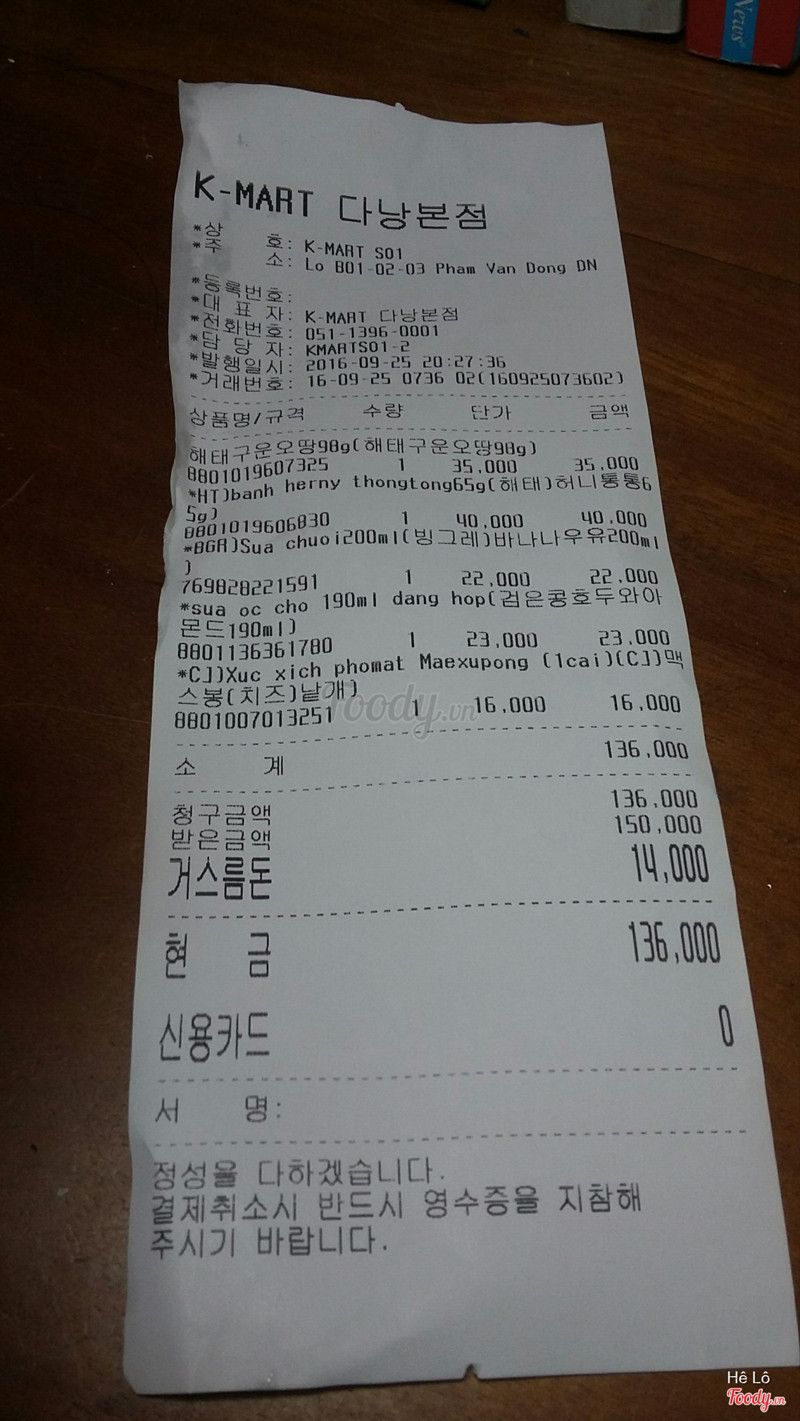 News
K-MART 다낭본점
*상 호: K-MART S01
*주 소: Lo B01-02-03 Pham Van Dong DN
*등록번호:
*대 표 자: K-MART 다낭본점
*전화번호: 051-1396-0001
*담 당 자: KMARTS01-2
*발행일시: 2016-09-25 20:27:36
*거래번호: 16-09-25 0736 02(160925073602)
상품명/규격 수량 단가 금액
해태구운오땅98g(해태구운오땅98g)
8801019607325 1 35,000 35,000
*HT)banh herny thongtong65g(해태)허니통통6
5g)
8801019606830 1 40,000 40,000
*BGR)Sua chuoi200ml(빙그레)바나나우유200ml
)
769828221591 1 22,000 22,000
*sua oc cho 190ml dang hop(검은콩호두와아
몬드190ml)
8801136361780 1 23,000 23,000
*CJ)Xuc xich phomat Maexupong (1cai)(CJ)맥
스봉(치즈)낱개)
8801007013251 1 16,000 16,000
소 계 136,000
청구금액 136,000
받은금액 150,000
거스름돈 14,000
현 금 136,000
신용카드 0
서 명:
정성을 다하겠습니다.
결제취소시 반드시 영수증을 지참해
주시기 바랍니다.
foody.vn
Hê Lô
Foody.vn